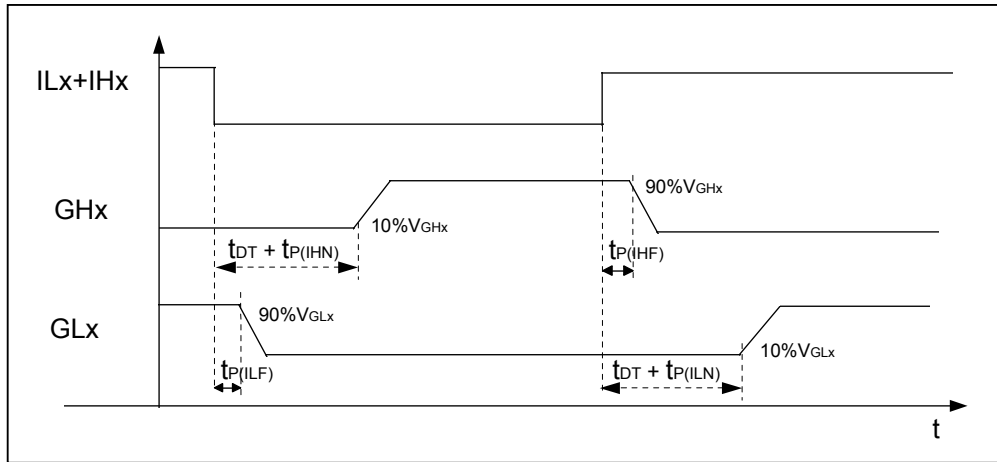 ILx+IHx
90%VGHx
GHx
10%VGHx
tDT + tP(IHN)
tP(IHF)
90%VGLx
GLx
10%VGLx
tP(ILF)
tDT + tP(ILN)
t